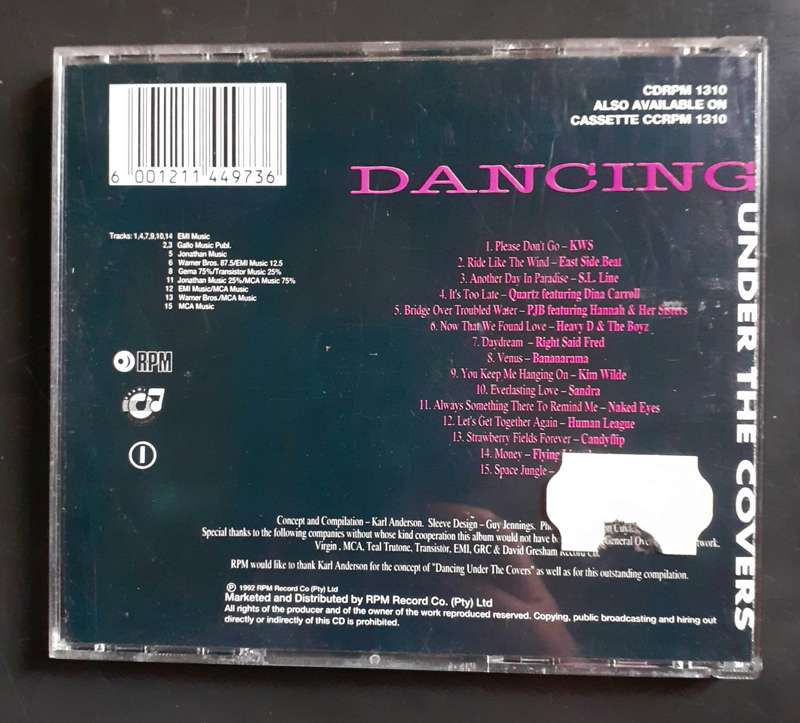 CDRPM 1310
ALSO AVAILABLE ON
CASSETTE CCRPM 1310
6 001211 449736
DANCING
UNDER THE COVERS
Tracks: 1,4,7,9,10,14 EMI Music
2,3 Gallo Music Publ.
5 Jonathan Music
6 Warner Bros. 87.5/EMI Music 12.5
8 Gema 75%/Transistor Music 25%
11 Jonathan Music 25%/MCA Music 75%
12 EMI Music/MCA Music
13 Warner Bros./MCA Music
15 MCA Music
1. Please Don't Go – KWS
2. Ride Like The Wind – East Side Beat
3. Another Day In Paradise – S.L. Line
4. It's Too Late – Quartz featuring Dina Carroll
5. Bridge Over Troubled Water – PJB featuring Hannah & Her Sisters
6. Now That We Found Love – Heavy D & The Boyz
7. Daydream – Right Said Fred
8. Venus – Bananarama
9. You Keep Me Hanging On – Kim Wilde
10. Everlasting Love – Sandra
11. Always Something There To Remind Me – Naked Eyes
12. Let's Get Together Again – Human League
13. Strawberry Fields Forever – Candyflip
14. Money – Flying
15. Space Jungle –
RPM
Concept and Compilation – Karl Anderson. Sleeve Design – Guy Jennings.
Special thanks to the following companies without whose kind cooperation this album would not have General Over
Virgin, MCA, Teal Trutone, Transistor, EMI, GRC & David Gresham Record Co.
RPM would like to thank Karl Anderson for the concept of "Dancing Under The Covers" as well as for this outstanding compilation.
℗ 1992 RPM Record Co (Pty) Ltd
Marketed and Distributed by RPM Record Co. (Pty) Ltd
All rights of the producer and of the owner of the work reproduced reserved. Copying, public broadcasting and hiring out
directly or indirectly of this CD is prohibited.